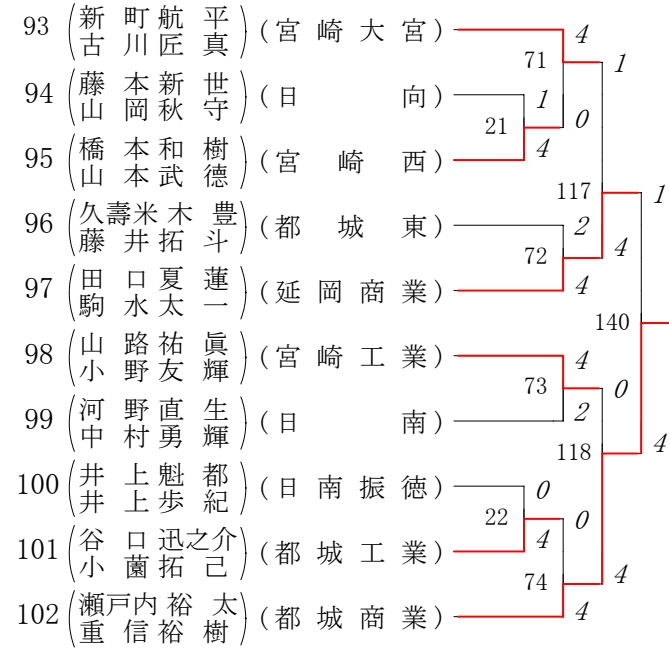 93 (新町航平 古川匠真) (宮崎大宮) 4
71 1
94 (藤本新世 山岡秋守) (日向) 1 0
21
95 (橋本和樹 山本武徳) (宮崎西) 4
117 1
96 (久壽米木豊 藤井拓斗) (都城東) 2
72 4
97 (田口夏蓮 駒水太一) (延岡商業) 4
140
98 (山路祐眞 小野友輝) (宮崎工業) 4
73 0
99 (河野直生 中村勇輝) (日南) 2
118 4
100 (井上魁都 井上歩紀) (日南振徳) 0
22 0
101 (谷口迅之介 小薗拓己) (都城工業) 4
74 4
102 (瀬戸内裕太 重信裕樹) (都城商業) 4